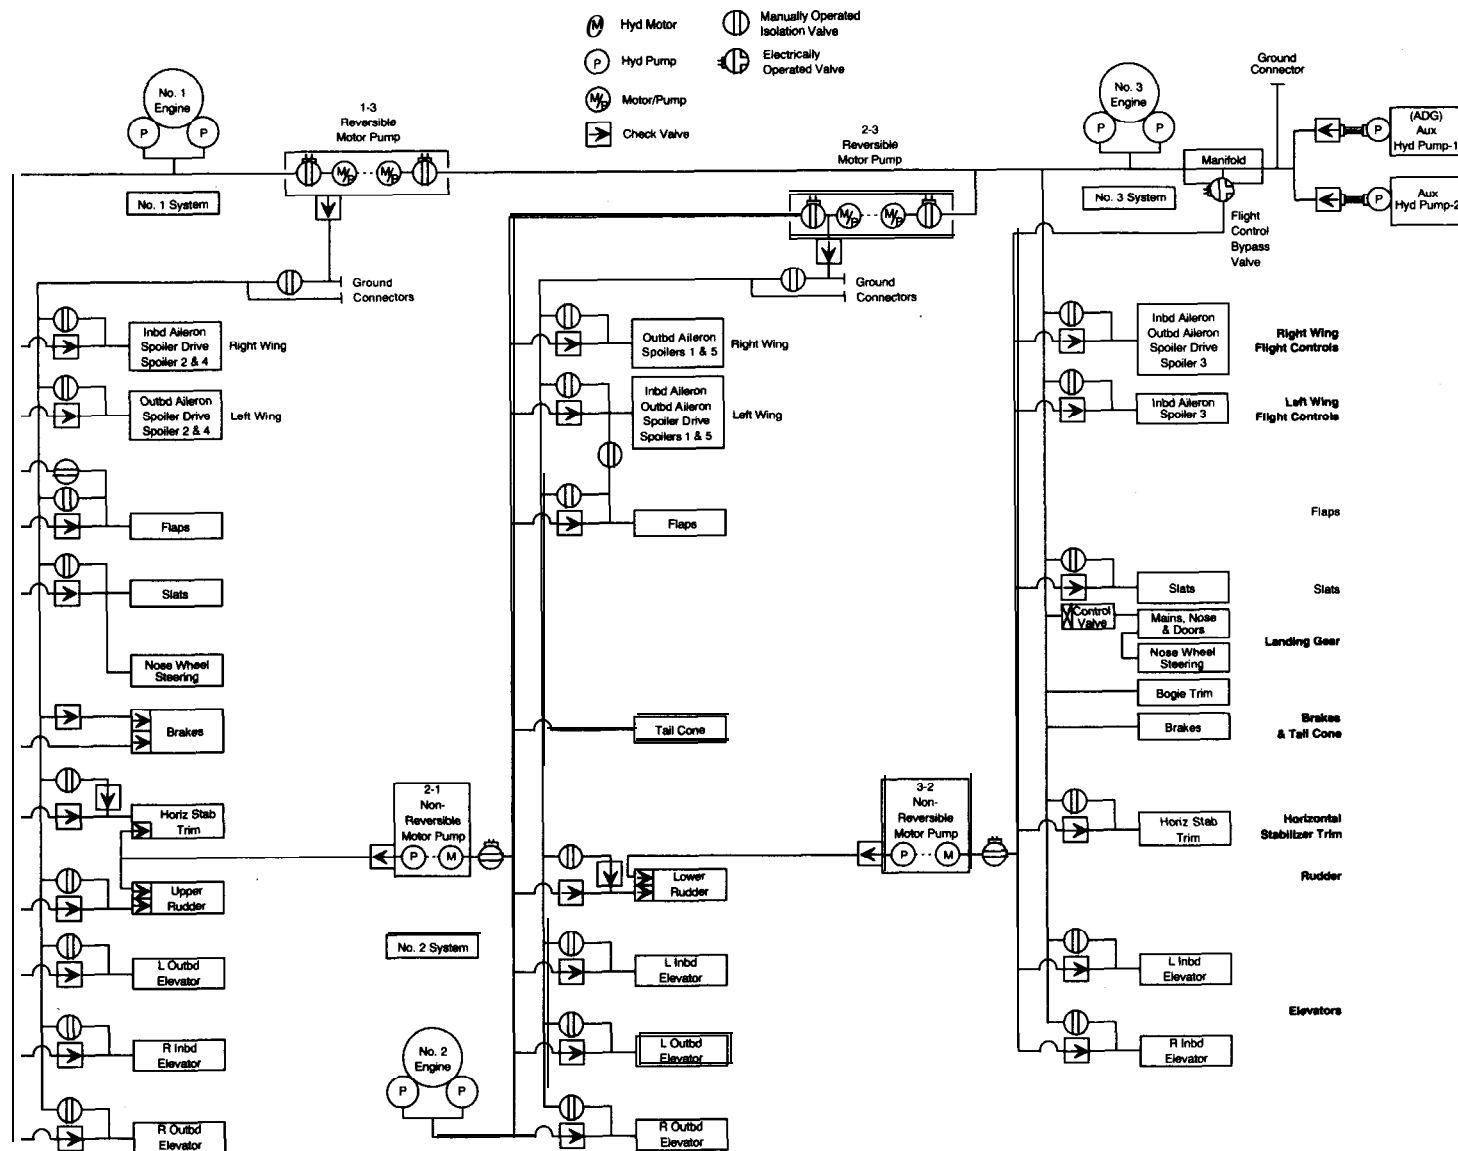 Hyd Motor
Manually Operated
Isolation Valve
P
Hyd Pump
Electrically
Operated Valve
M/P
Motor/Pump
Check Valve
M
No. 1
Engine
P
P
1-3
Reversible
Motor Pump
M/P
M/P
No. 1 System
2-3
Reversible
Motor Pump
M/P
M/P
No. 3
Engine
P
P
No. 3 System
Manifold
Ground
Connector
Flight
Control
Bypass
Valve
P
(ADG)
Aux
Hyd Pump-1
P
Aux
Hyd Pump-2
Ground
Connectors
Inbd Aileron
Spoiler Drive
Spoiler 2 & 4
Right Wing
Outbd Aileron
Spoiler Drive
Spoiler 2 & 4
Left Wing
Flaps
Slats
Nose Wheel
Steering
Brakes
Horiz Stab
Trim
Upper
Rudder
L Outbd
Elevator
R Inbd
Elevator
R Outbd
Elevator
2-1
Non-
Reversible
Motor Pump
P
M
No. 2 System
No. 2
Engine
P
P
Ground
Connectors
Outbd Aileron
Spoilers 1 & 5
Right Wing
Inbd Aileron
Outbd Aileron
Spoiler Drive
Spoilers 1 & 5
Left Wing
Flaps
Tail Cone
Lower
Rudder
L Inbd
Elevator
L Outbd
Elevator
R Outbd
Elevator
3-2
Non-
Reversible
Motor Pump
P
M
Inbd Aileron
Outbd Aileron
Spoiler Drive
Spoiler 3
Inbd Aileron
Spoiler 3
Slats
Control
Valve
Mains, Nose
& Doors
Nose Wheel
Steering
Bogie Trim
Brakes
Horiz Stab
Trim
L Inbd
Elevator
R Inbd
Elevator
Right Wing
Flight Controls
Left Wing
Flight Controls
Flaps
Slats
Landing Gear
Brakes
& Tail Cone
Horizontal
Stabilizer Trim
Rudder
Elevators